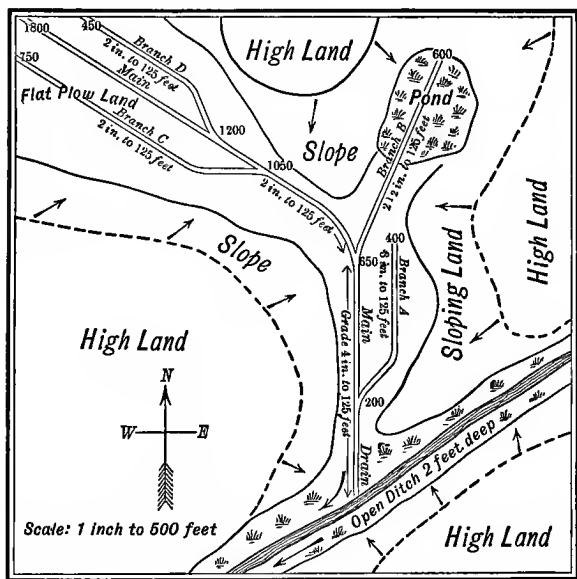 1800
450
750
Branch D
2 in. to 125 feet
Main
High Land
600
Pond
Flat Plow Land
Branch C
2 in. to 125 feet
1200
1050
Slope
Branch B
2 1/2 in. to 125 feet
High Land
2 in. to 125 feet
Slope
400
650
Branch A
6 in. to 125 feet
Main
Grade 4 in. to 125 feet
Sloping Land
High Land
200
Drain
N
W
E
Open Ditch 2 feet deep
Scale: 1 inch to 500 feet
High Land